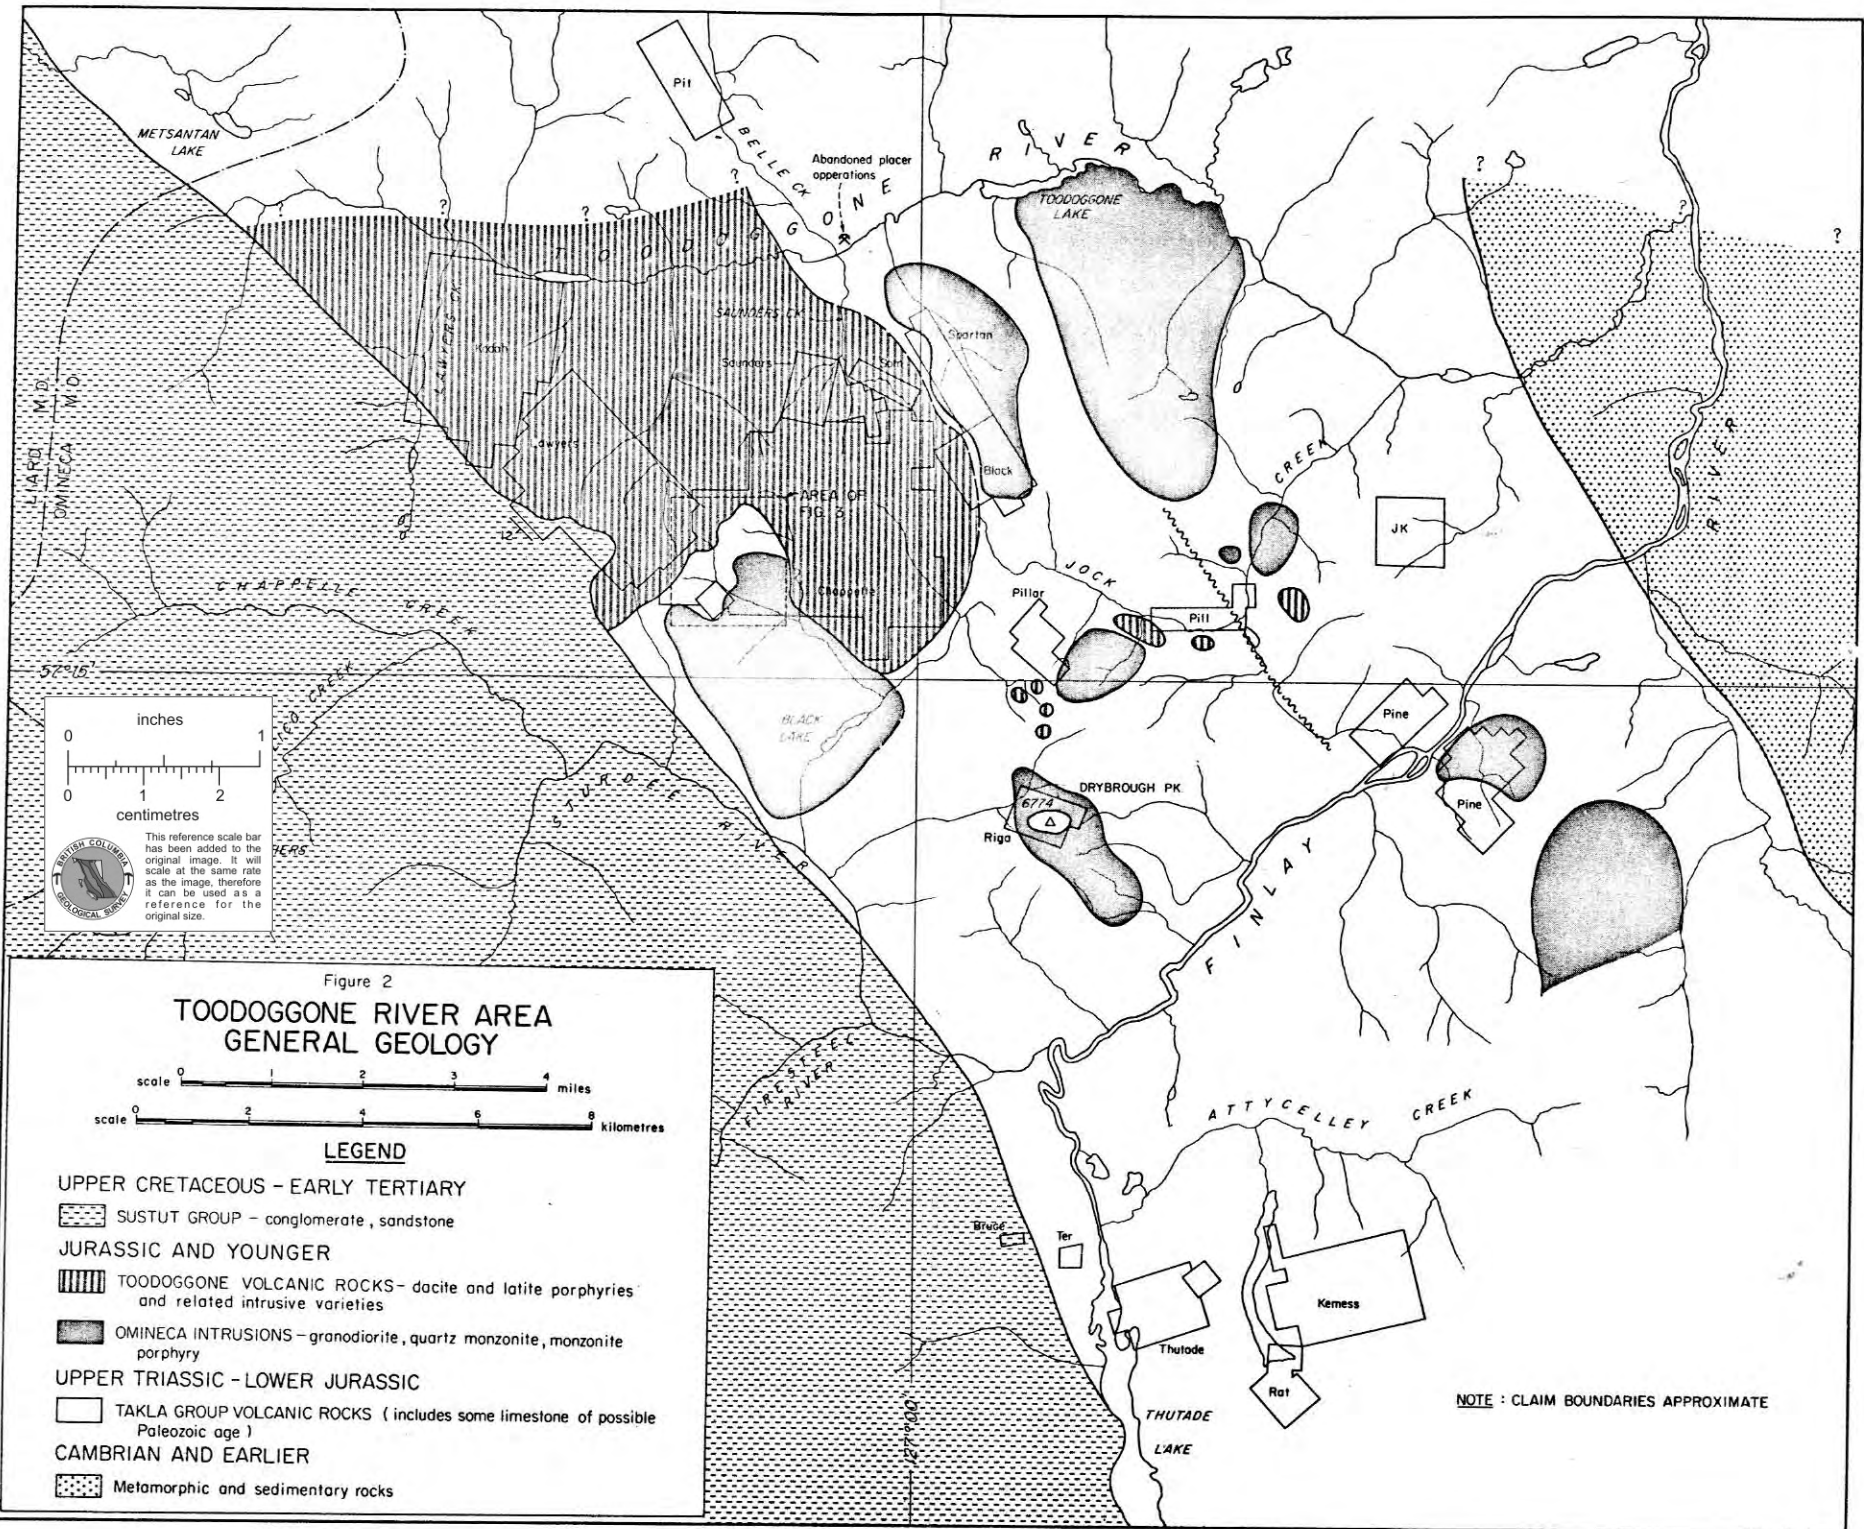 Pit
METSANTAN
LAKE
BELLE CK
Abandoned placer
opperations
RIVER
TOODOGGONE
LAKE
TOODOGGONE
?
?
?
?
?
?
?
LAWYERS CK
SAUNDERS CK
Kodah
Saunders
Som
Spartan
Lawyers
Black
AREA OF
FIG. 3
12°
LIARD M.D.
OMINECA M.D.
CREEK
JK
RIVER
CHAPPELLE CREEK
Chappelle
JOCK
Pillar
Pill
57°15'
CREEK
BLACK
LAKE
Pine
Pine
STURDEE RIVER
DRYBROUGH PK.
6774
Riga
FINLAY
inches
0 1
0 1 2
centimetres
This reference scale bar
has been added to the
original image. It will
scale at the same rate
as the image, therefore
it can be used as a
reference for the
original size.
BRITISH COLUMBIA
GEOLOGICAL SURVEY
FIRESTEEL
RIVER
ATTYCELLEY CREEK
Bruce
Ter
Thutade
Kemess
Rat
THUTADE
LAKE
127°00'
NOTE : CLAIM BOUNDARIES APPROXIMATE
Figure 2
TOODOGGONE RIVER AREA
GENERAL GEOLOGY
scale 0 1 2 3 4 miles
scale 0 2 4 6 8 kilometres
LEGEND
UPPER CRETACEOUS - EARLY TERTIARY
SUSTUT GROUP - conglomerate, sandstone
JURASSIC AND YOUNGER
TOODOGGONE VOLCANIC ROCKS - dacite and latite porphyries
and related intrusive varieties
OMINECA INTRUSIONS - granodiorite, quartz monzonite, monzonite
porphyry
UPPER TRIASSIC - LOWER JURASSIC
TAKLA GROUP VOLCANIC ROCKS ( includes some limestone of possible
Paleozoic age )
CAMBRIAN AND EARLIER
Metamorphic and sedimentary rocks